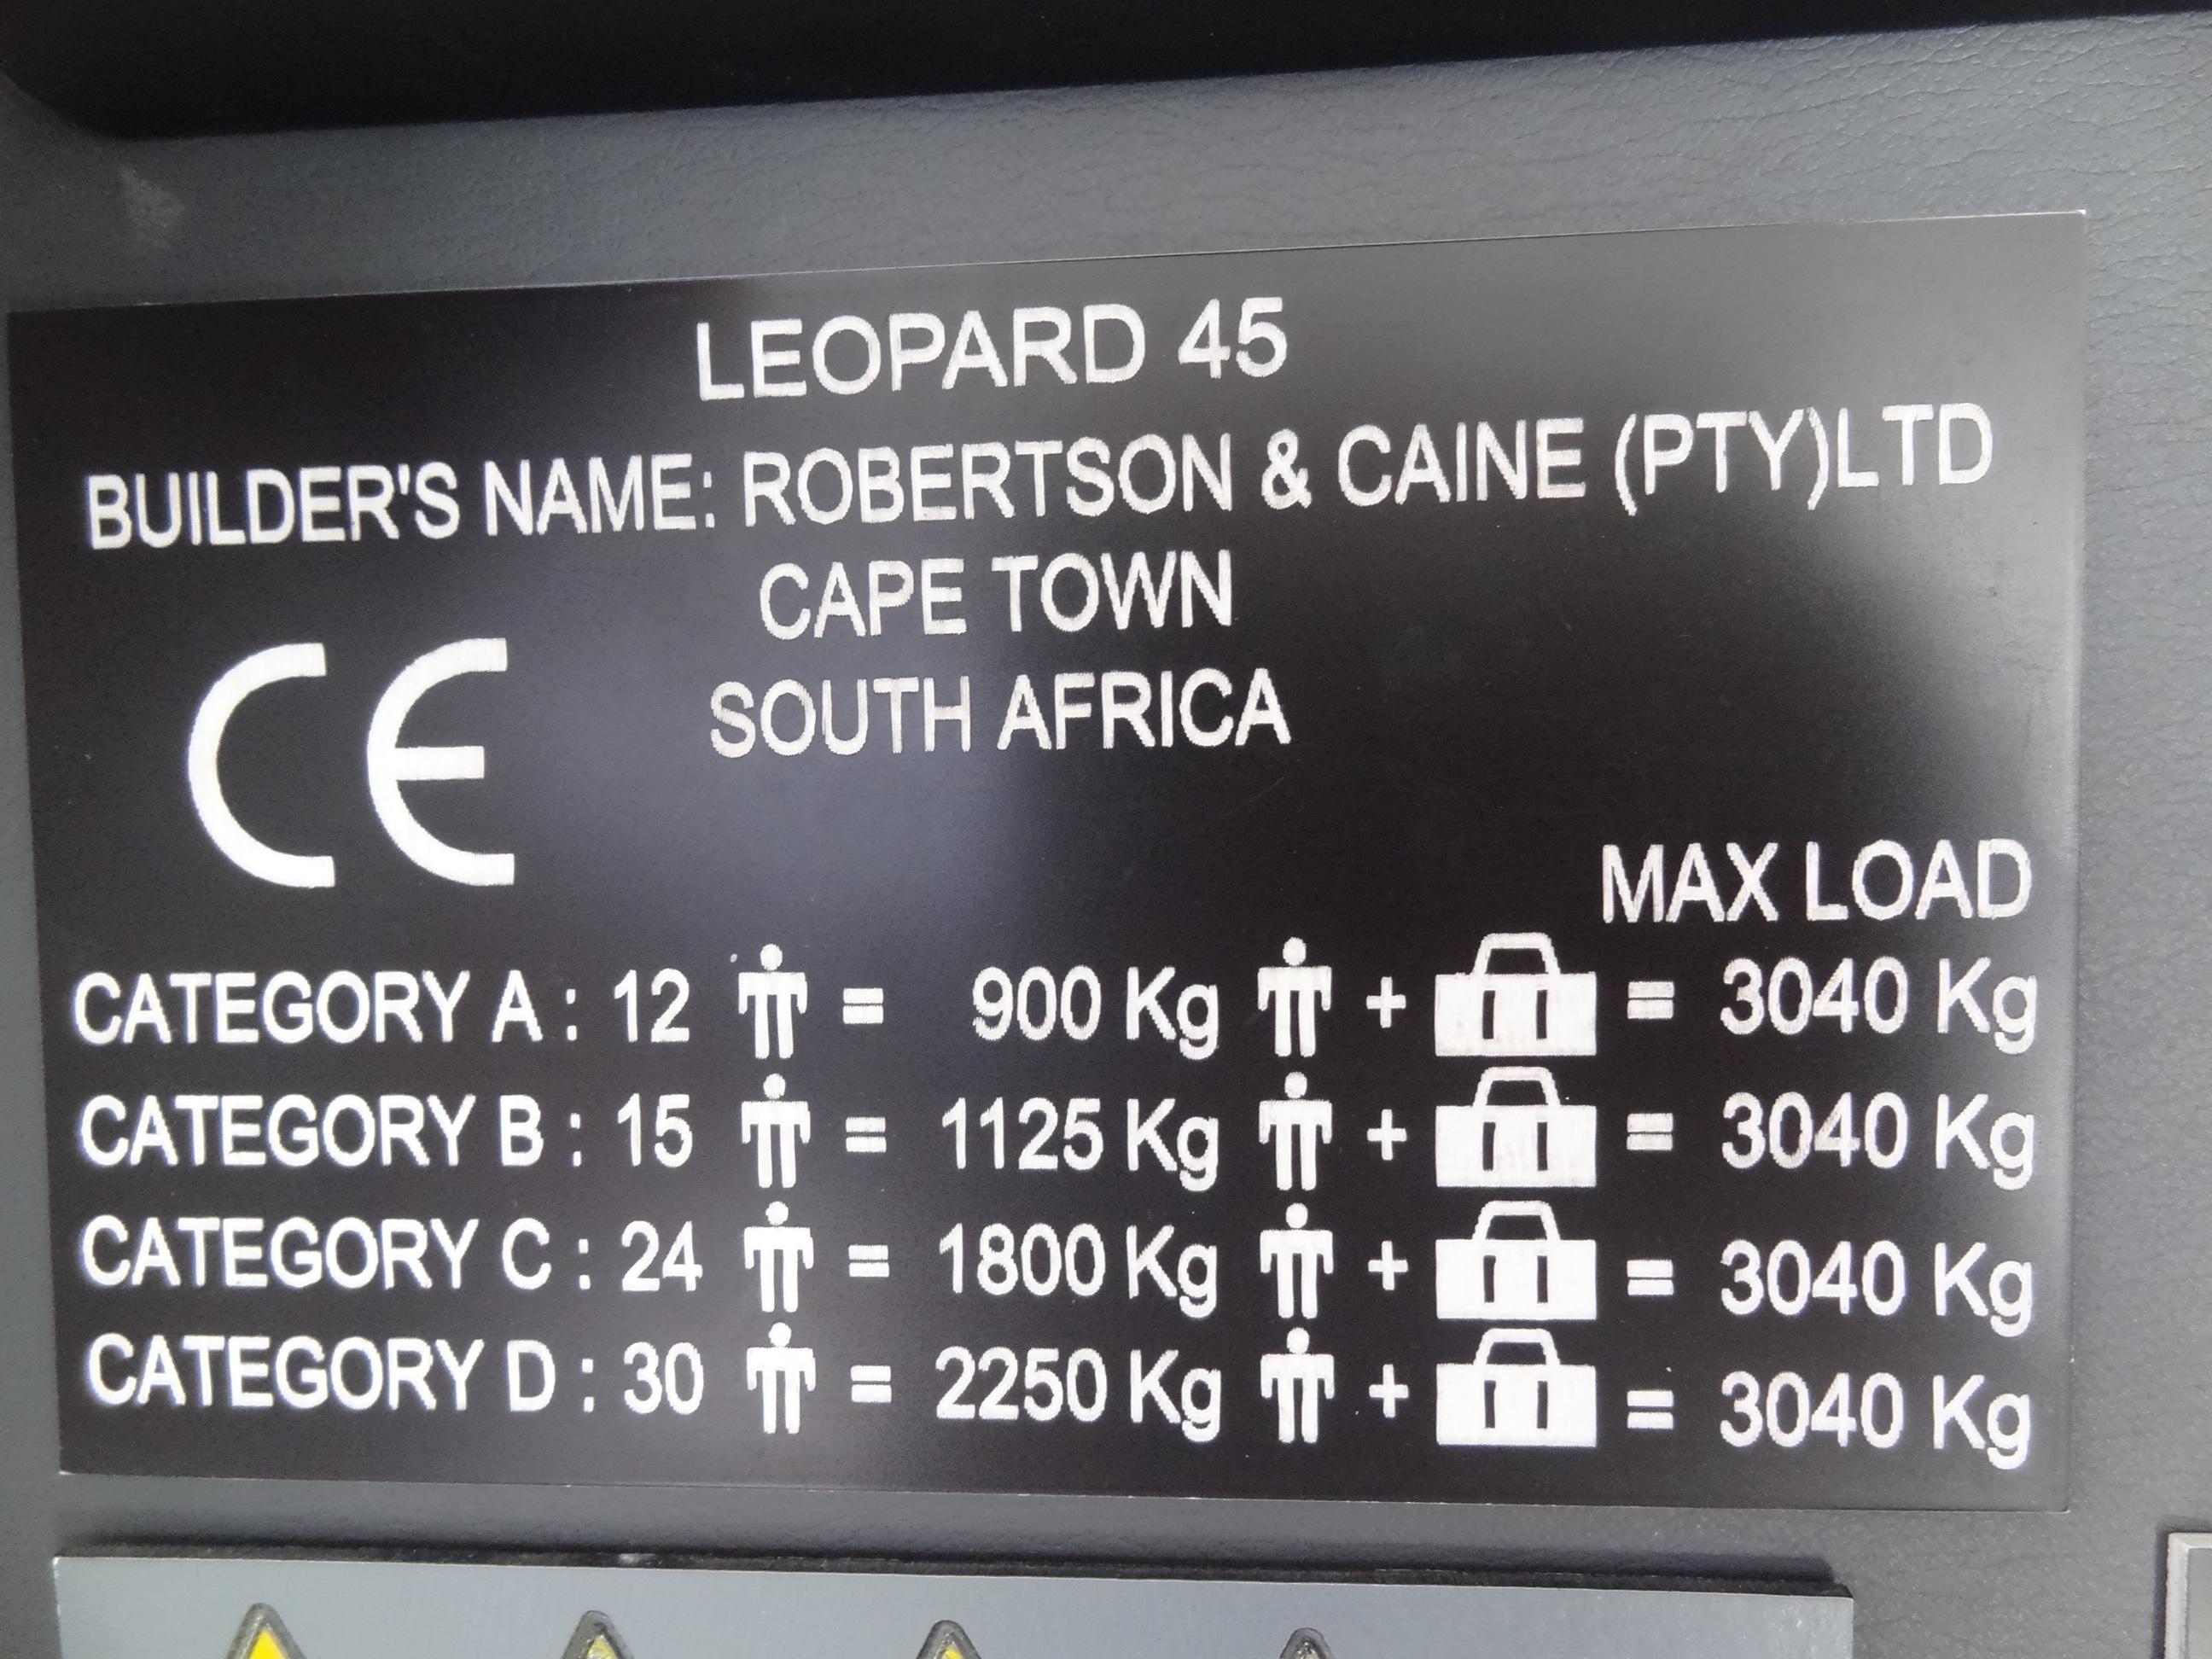 LEOPARD 45
BUILDER'S NAME: ROBERTSON & CAINE (PTY)LTD
CAPE TOWN
SOUTH AFRICA
CE
MAX LOAD
CATEGORY A : 12 = 900 Kg + = 3040 Kg
CATEGORY B : 15 = 1125 Kg + = 3040 Kg
CATEGORY C : 24 = 1800 Kg + = 3040 Kg
CATEGORY D : 30 = 2250 Kg + = 3040 Kg